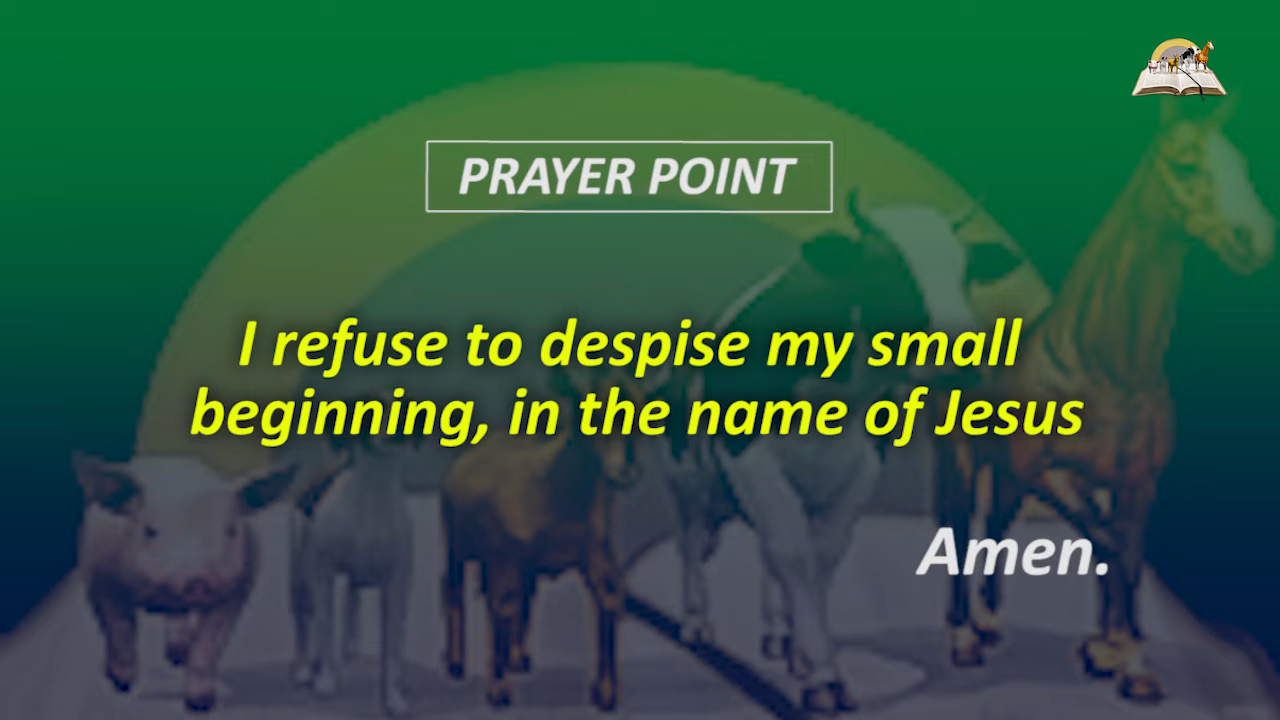 PRAYER POINT
I refuse to despise my small
beginning, in the name of Jesus
Amen.